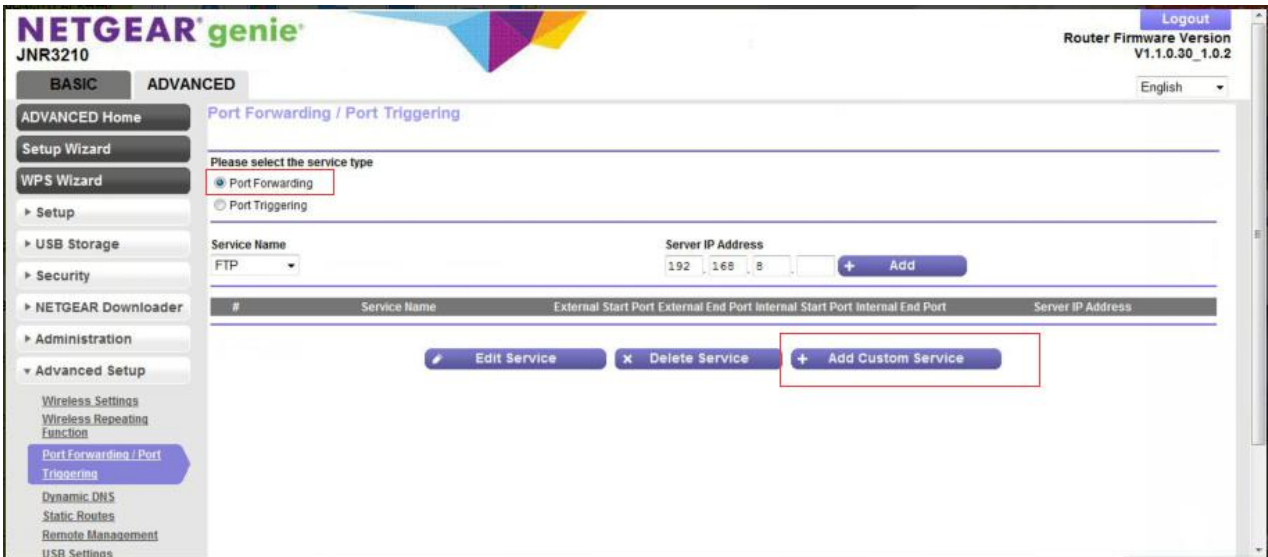 NETGEAR® genie®
Logout
JNR3210
Router Firmware Version
V1.1.0.30_1.0.2
BASIC ADVANCED
English
ADVANCED Home
Setup Wizard
WPS Wizard
Setup
USB Storage
Security
NETGEAR Downloader
Administration
Advanced Setup
Wireless Settings
Wireless Repeating
Function
Port Forwarding / Port
Triggering
Dynamic DNS
Static Routes
Remote Management
USB Settings
Port Forwarding / Port Triggering
Please select the service type
Port Forwarding
Port Triggering
Service Name Server IP Address
FTP 192 . 168 . 8 . + Add
# Service Name External Start Port External End Port Internal Start Port Internal End Port Server IP Address
Edit Service x Delete Service + Add Custom Service